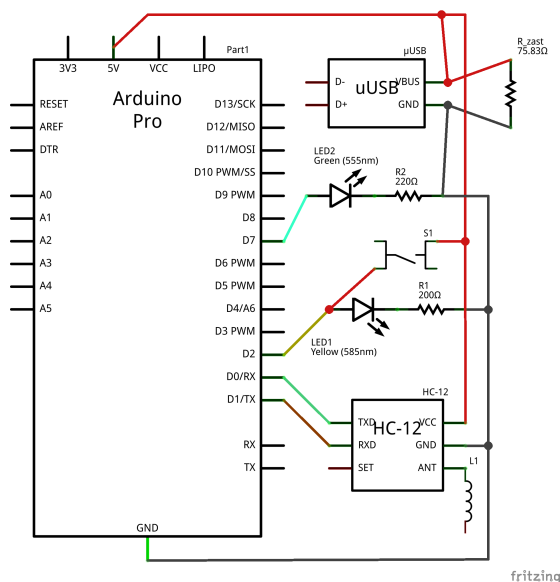 Part1
µUSB
R_zast
75.83Ω
3V3
5V
VCC
LIPO
D-
uUSB
VBUS
D+
GND
Arduino
Pro
RESET
D13/SCK
AREF
D12/MISO
DTR
D11/MOSI
D10 PWM/SS
LED2
Green (555nm)
R2
220Ω
A0
D9 PWM
A1
D8
A2
D7
S1
A3
D6 PWM
A4
D5 PWM
R1
200Ω
A5
D4/A6
D3 PWM
LED1
Yellow (585nm)
D2
D0/RX
D1/TX
HC-12
TXD
HC-12
VCC
RXD
GND
SET
ANT
L1
RX
TX
GND
fritzing